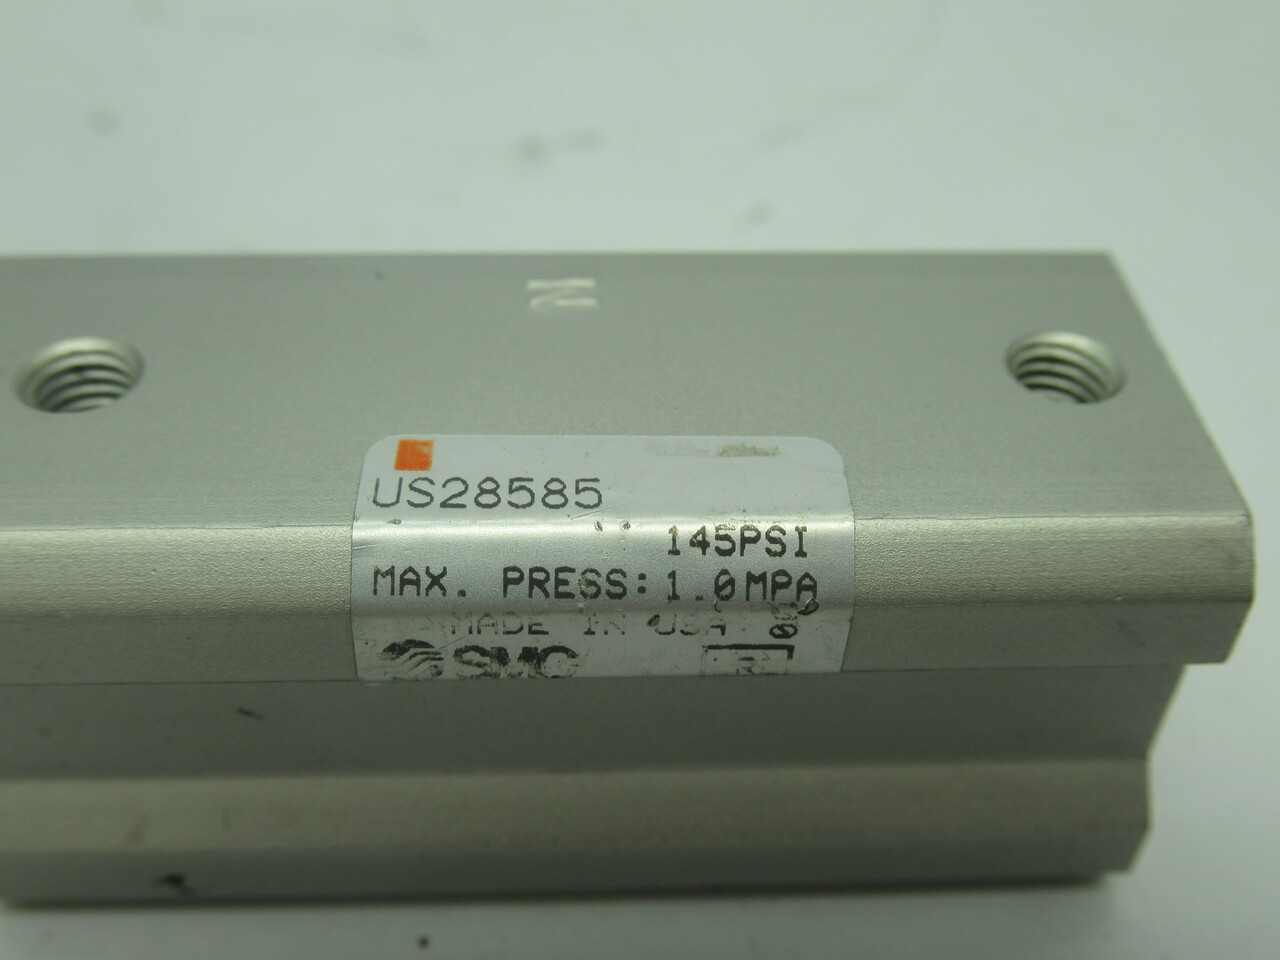 US28585
145PSI
MAX. PRESS: 1.0MPA
MADE IN USA
SMC